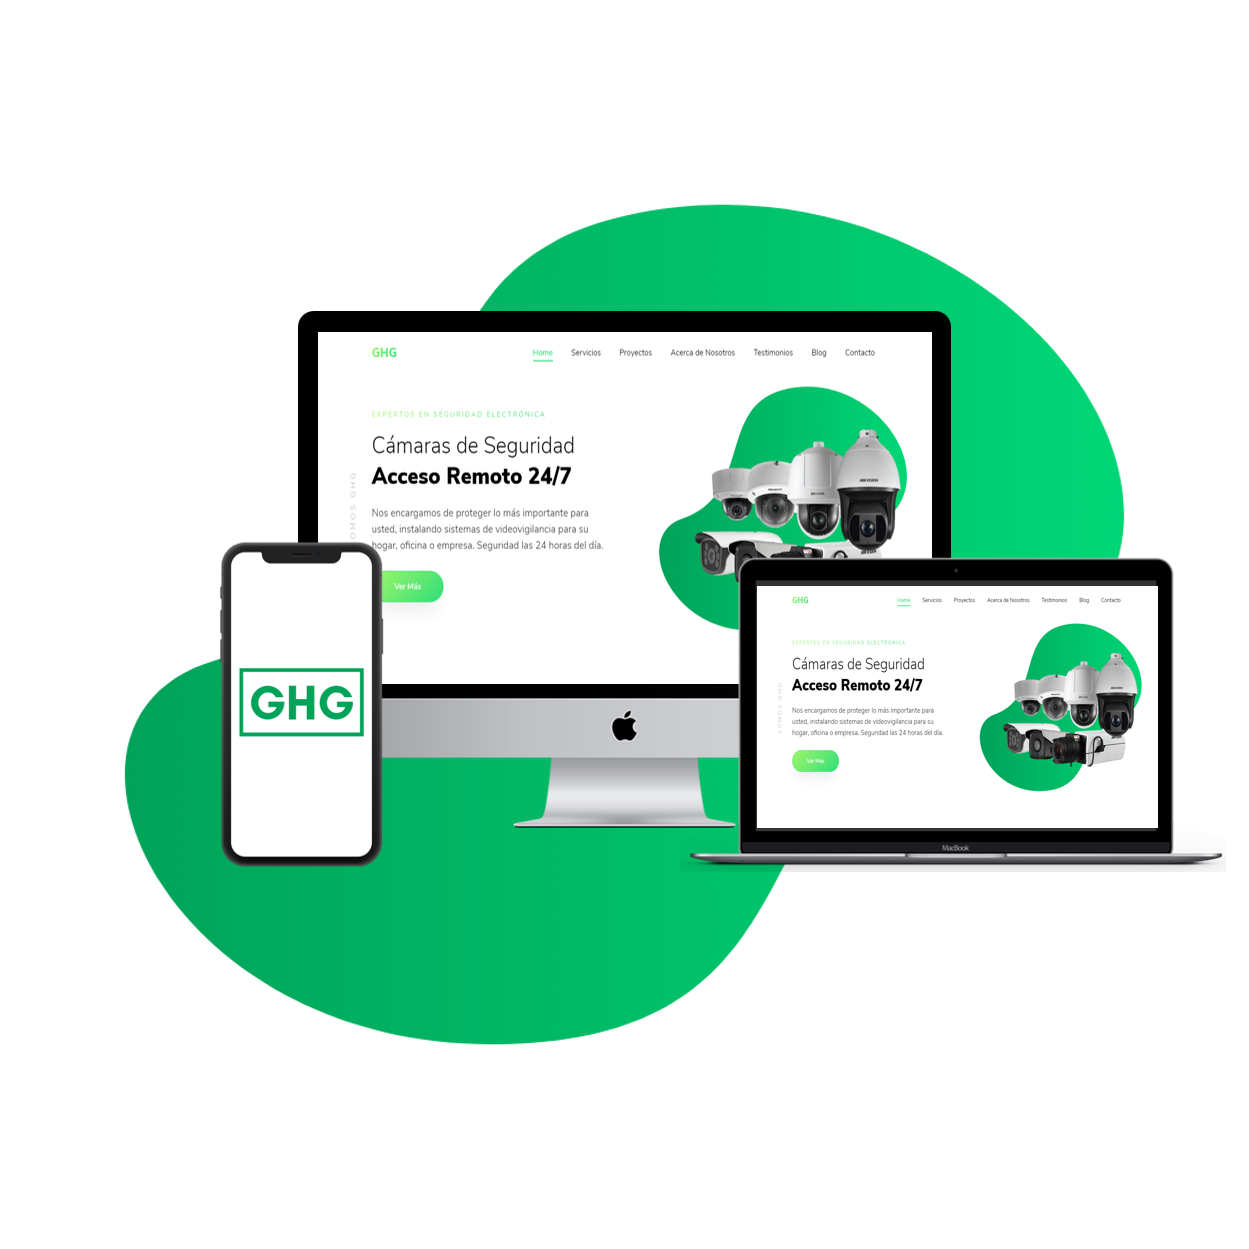 GHG
Home Servicios Proyectos Acerca de Nosotros Testimonios Blog Contacto
EXPERTOS EN SEGURIDAD ELECTRÓNICA
Cámaras de Seguridad
Acceso Remoto 24/7
Nos encargamos de proteger lo más importante para
usted, instalando sistemas de videovigilancia para su
hogar, oficina o empresa. Seguridad las 24 horas del día.
Ver Más
OMOS GHG
HIKVISION
GHG
GHG
Home Servicios Proyectos Acerca de Nosotros Testimonios Blog Contacto
EXPERTOS EN SEGURIDAD ELECTRÓNICA
Cámaras de Seguridad
Acceso Remoto 24/7
Nos encargamos de proteger lo más importante para
usted, instalando sistemas de videovigilancia para su
hogar, oficina o empresa. Seguridad las 24 horas del día.
Ver Más
SOMOS GHG
MacBook